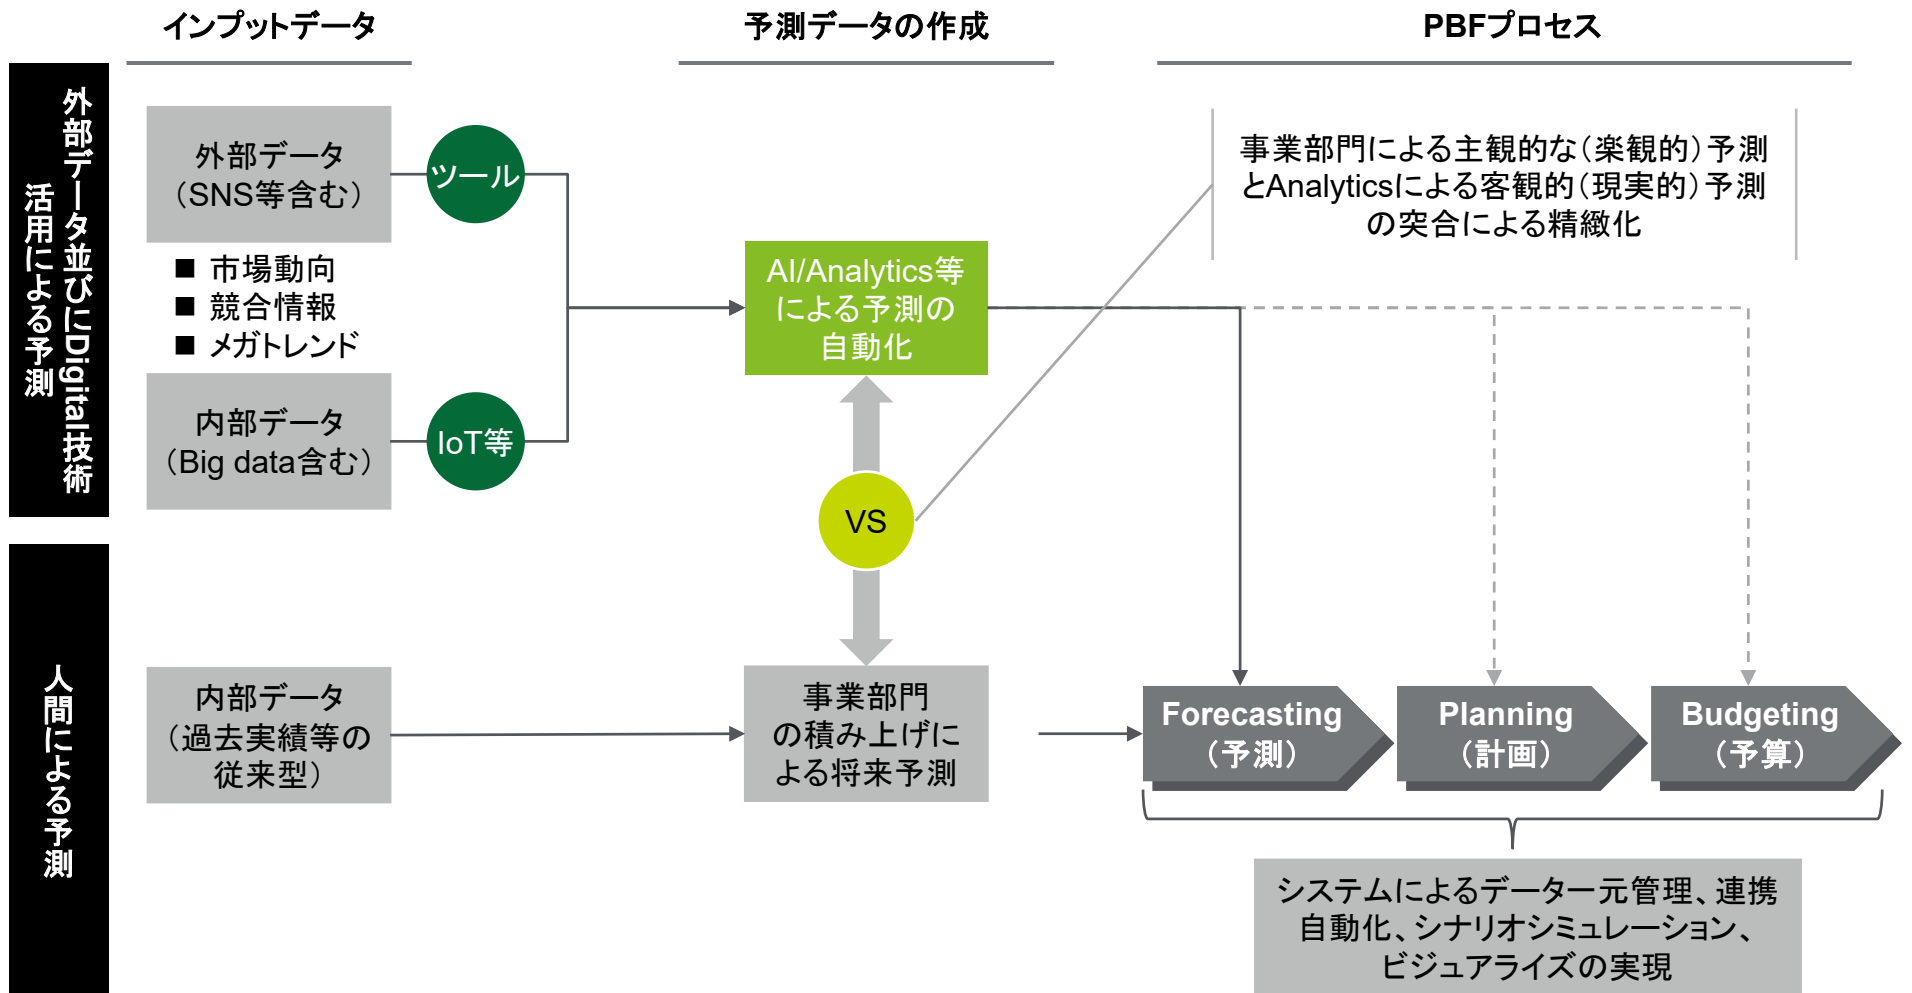 インプットデータ
予測データの作成
PBFプロセス
外部データ並びにDigital技術
活用による予測
外部データ
（SNS等含む）
ツール
■ 市場動向
■ 競合情報
■ メガトレンド
内部データ
（Big data含む）
IoT等
AI/Analytics等
による予測の
自動化
VS
事業部門による主観的な（楽観的）予測
とAnalyticsによる客観的（現実的）予測
の突合による精緻化
人間による予測
内部データ
（過去実績等の
従来型）
事業部門
の積み上げに
よる将来予測
Forecasting
（予測）
Planning
（計画）
Budgeting
（予算）
システムによるデータ一元管理、連携
自動化、シナリオシミュレーション、
ビジュアライズの実現